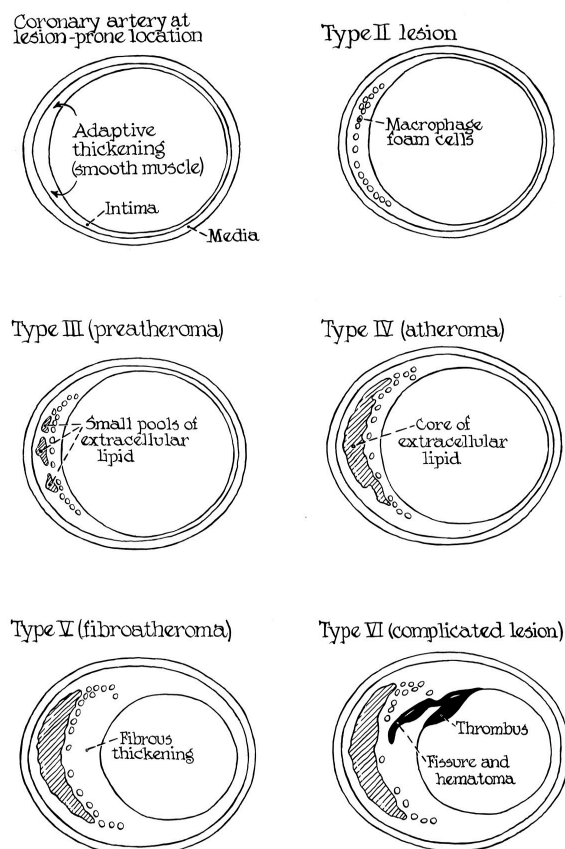 Coronary artery at
lesion-prone location
Adaptive
thickening
(smooth muscle)
Intima
Media
Type II lesion
Macrophage
foam cells
Type III (preatheroma)
Small pools of
extracellular
lipid
Type IV (atheroma)
Core of
extracellular
lipid
Type V (fibroatheroma)
Fibrous
thickening
Type VI (complicated lesion)
Thrombus
Fissure and
hematoma